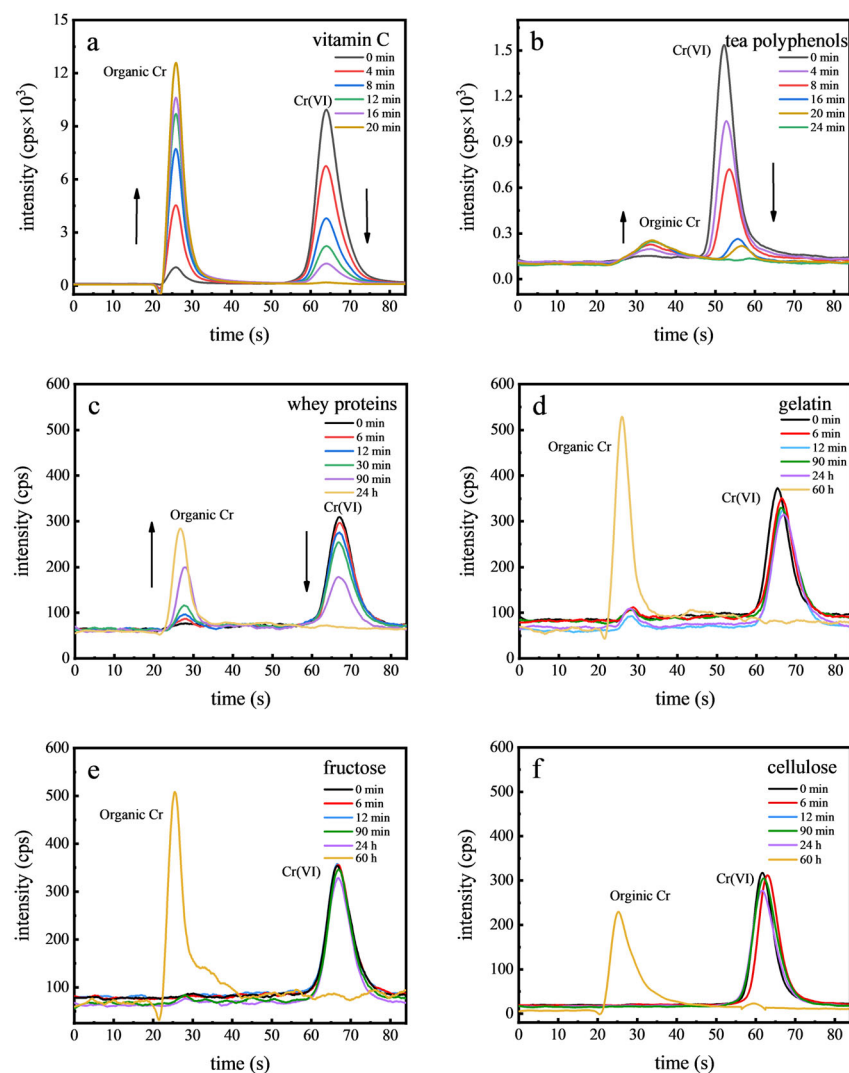 a
vitamin C
Organic Cr
Cr(VI)
0 min
4 min
8 min
12 min
16 min
20 min
15
12
9
6
3
0
intensity (cps×10³)
0 10 20 30 40 50 60 70 80
time (s)
b
tea polyphenols
Cr(VI)
Orginic Cr
0 min
4 min
8 min
16 min
20 min
24 min
1.5
1.2
0.9
0.6
0.3
0.0
intensity (cps×10³)
0 10 20 30 40 50 60 70 80
time (s)
c
whey proteins
Organic Cr
Cr(VI)
0 min
6 min
12 min
30 min
90 min
24 h
600
500
400
300
200
100
0
intensity (cps)
0 10 20 30 40 50 60 70 80
time (s)
d
gelatin
Organic Cr
Cr(VI)
0 min
6 min
12 min
90 min
24 h
60 h
600
500
400
300
200
100
0
intensity (cps)
0 10 20 30 40 50 60 70 80
time (s)
e
fructose
Organic Cr
Cr(VI)
0 min
6 min
12 min
90 min
24 h
60 h
600
500
400
300
200
100
intensity (cps)
0 10 20 30 40 50 60 70 80
time (s)
f
cellulose
Orginic Cr
Cr(VI)
0 min
6 min
12 min
90 min
24 h
60 h
600
500
400
300
200
100
0
intensity (cps)
0 10 20 30 40 50 60 70 80
time (s)